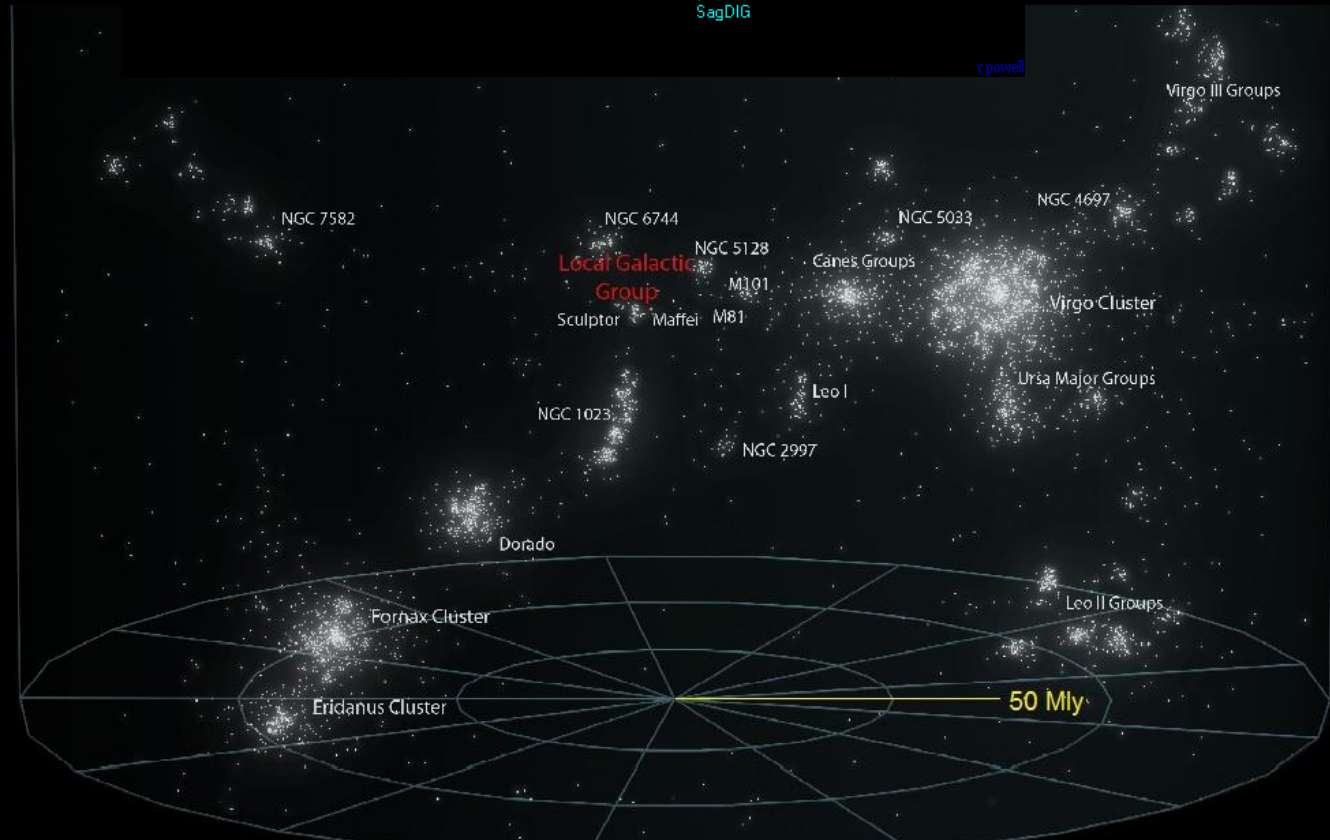 SagDIG
r powell
Virgo III Groups
NGC 4697
NGC 7582
NGC 6744
NGC 5033
NGC 5128
Local Galactic
Group
Canes Groups
M101
Virgo Cluster
Sculptor
Maffei
M81
Ursa Major Groups
Leo I
NGC 1023
NGC 2997
Dorado
Leo II Groups
Fornax Cluster
50 Mly
Eridanus Cluster